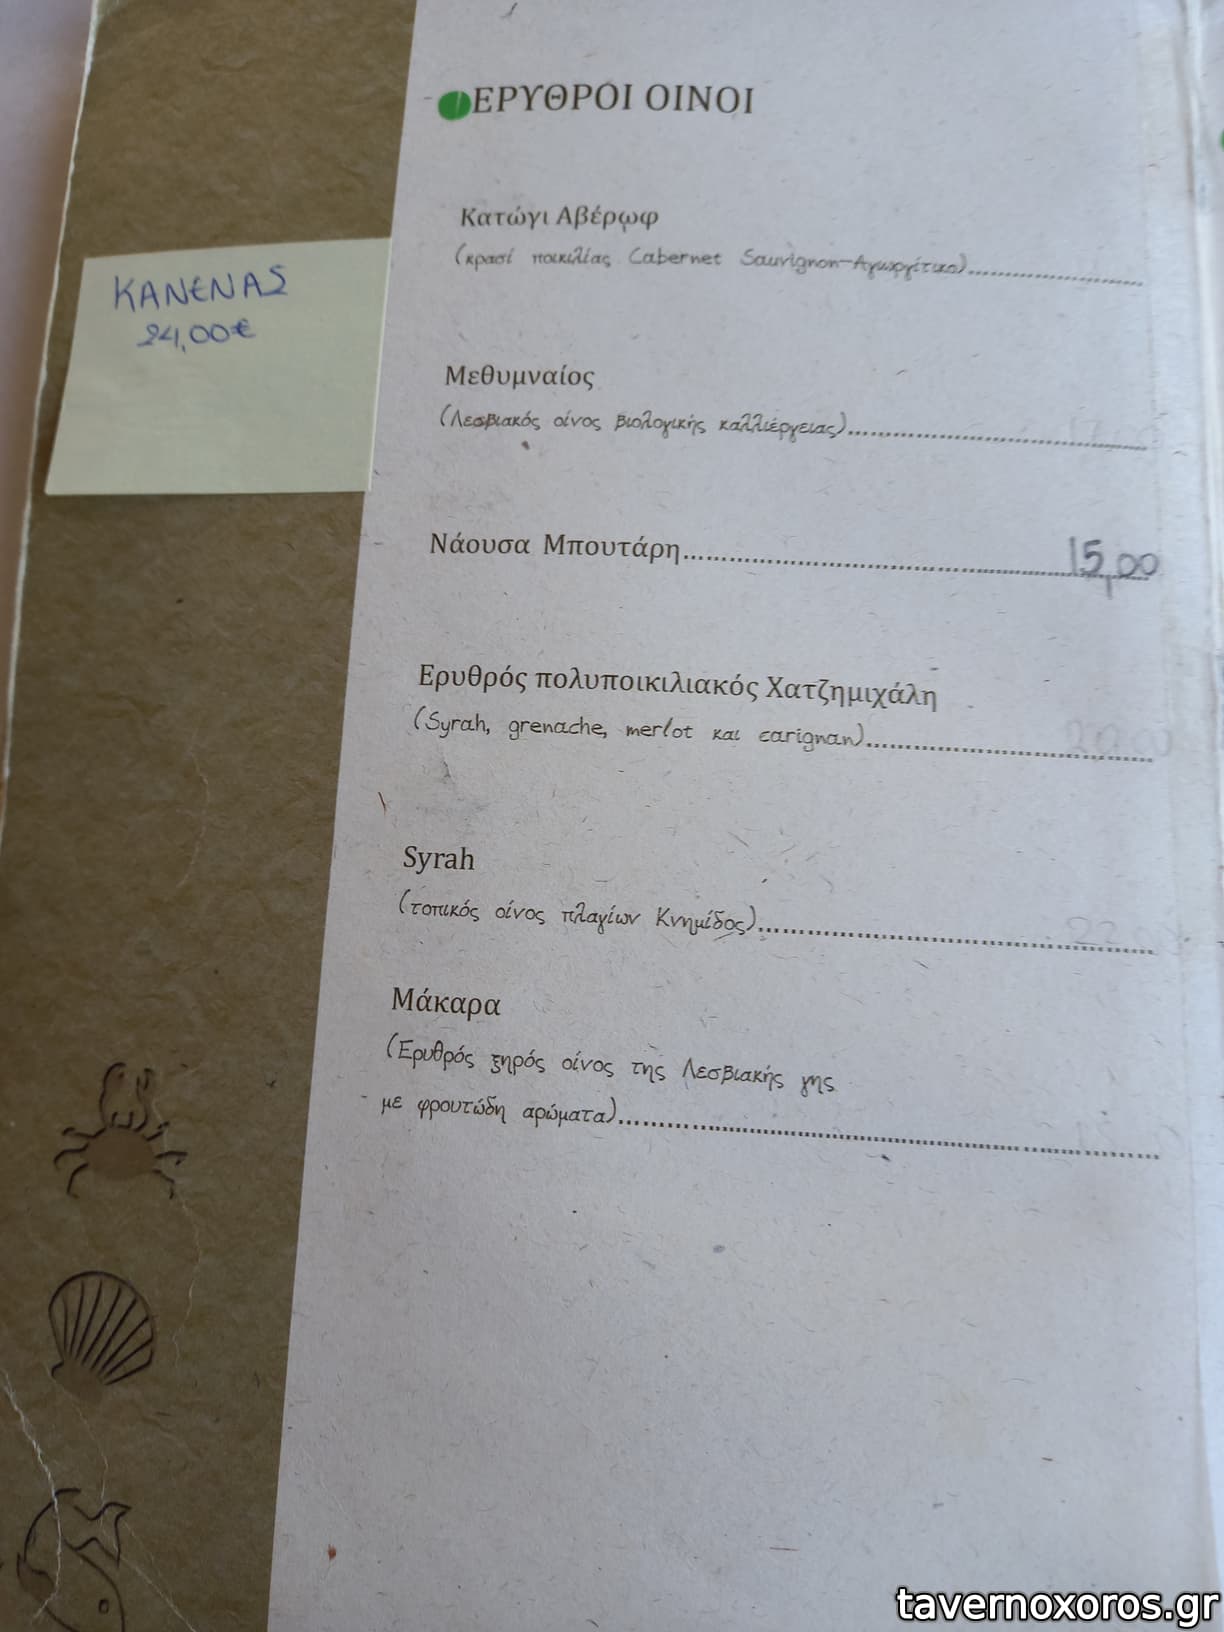 ΕΡΥΘΡΟΙ ΟΙΝΟΙ
ΚΑΝΕΝΑΣ
24,00€
Κατώγι Αβέρωφ
(κρασί ποικιλίας Cabernet Sauvignon-Αγιωργίτικο)
Μεθυμναίος
(Λεσβιακός οίνος βιολογικής καλλιέργειας)
Νάουσα Μπουτάρη 15,00
Ερυθρός πολυποικιλιακός Χατζημιχάλη
(Syrah, grenache, merlot και carignan)
Syrah
(τοπικός οίνος πλαγίων Κνημίδος)
Μάκαρα
(Ερυθρός ξηρός οίνος της Λεσβιακής γης
με φρουτώδη αρώματα)
tavernoxoros.gr